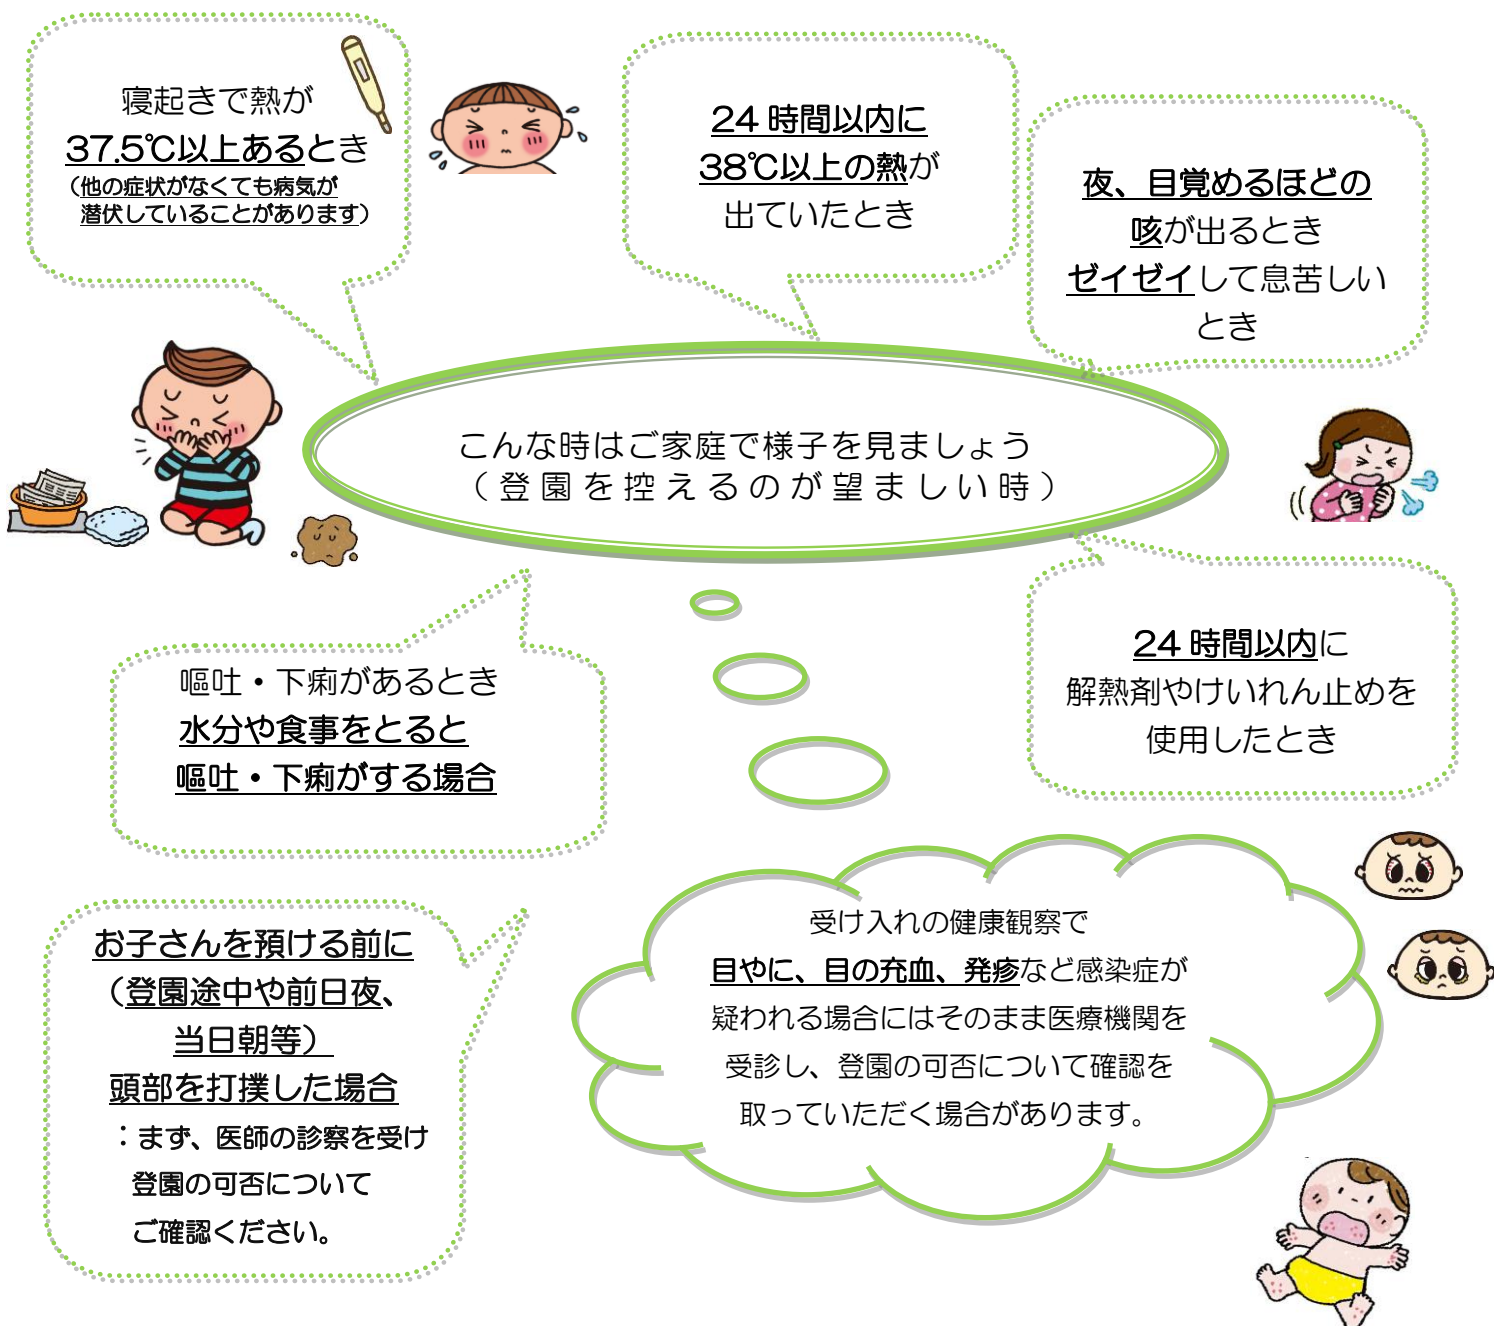 寝起きで熱が
37.5℃以上あるとき
（他の症状がなくても病気が
潜伏していることがあります）
24時間以内に
38℃以上の熱が
出ていたとき
夜、目覚めるほどの
咳が出るとき
ゼイゼイして息苦しい
とき
こんな時はご家庭で様子を見ましょう
（登園を控えるのが望ましい時）
嘔吐・下痢があるとき
水分や食事をとると
嘔吐・下痢がする場合
24時間以内に
解熱剤やけいれん止めを
使用したとき
お子さんを預ける前に
（登園途中や前日夜、
当日朝等）
頭部を打撲した場合
：まず、医師の診察を受け
登園の可否について
ご確認ください。
受け入れの健康観察で
目やに、目の充血、発疹など感染症が
疑われる場合にはそのまま医療機関を
受診し、登園の可否について確認を
取っていただく場合があります。